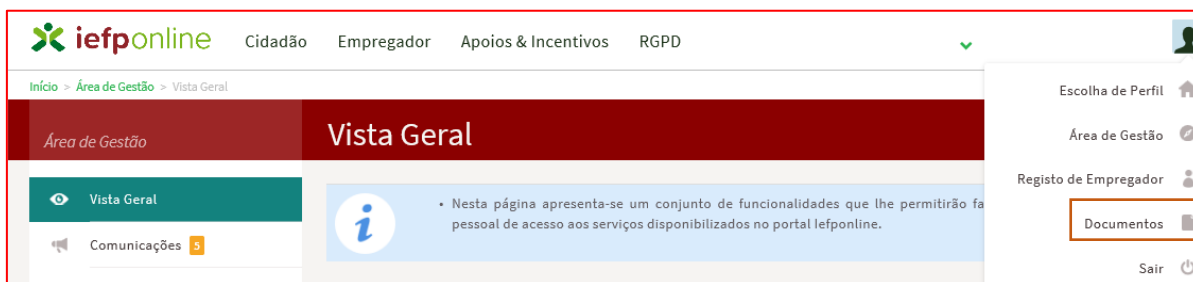 iefponline Cidadão Empregador Apoios & Incentivos RGPD
Início > Área de Gestão > Vista Geral
Escolha de Perfil
Área de Gestão
Registo de Empregador
Documentos
Sair
Área de Gestão
Vista Geral
Vista Geral
Comunicações 5
• Nesta página apresenta-se um conjunto de funcionalidades que lhe permitirão fa
pessoal de acesso aos serviços disponibilizados no portal Iefponline.